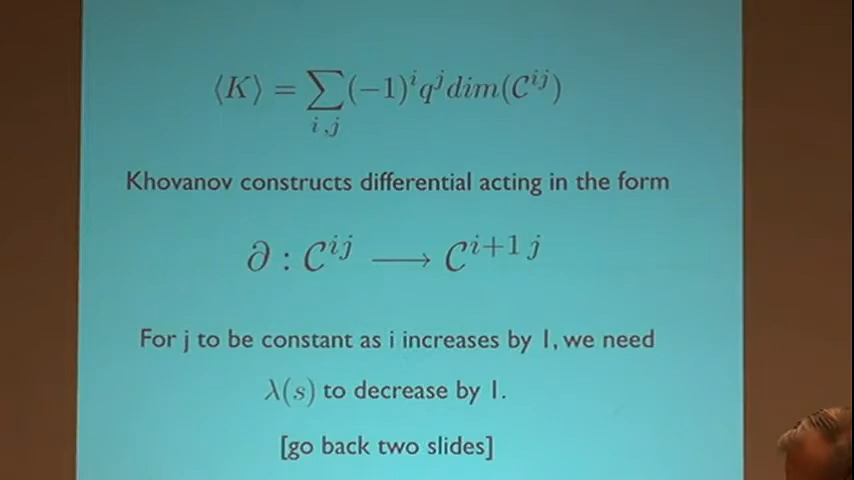 ⟨K⟩ = ∑(−1)^i q^j dim(𝒞^{ij})
i,j
Khovanov constructs differential acting in the form
∂ : 𝒞^{ij} ⟶ 𝒞^{i+1 j}
For j to be constant as i increases by 1, we need
λ(s) to decrease by 1.
[go back two slides]